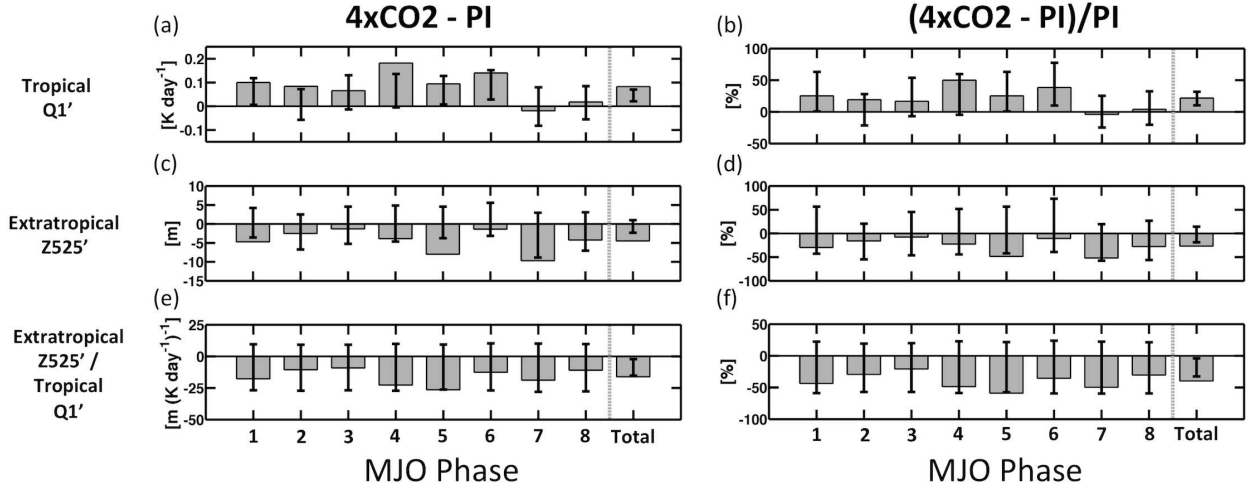 4xCO2 - PI
(4xCO2 - PI)/PI
Tropical
Q1'
(a)
[K day⁻¹]
0.2
0.1
0
-0.1
(b)
[%]
100
50
0
-50
Extratropical
Z525'
(c)
[m]
10
5
0
-5
-10
-15
(d)
[%]
100
50
0
-50
-100
Extratropical
Z525' /
Tropical
Q1'
(e)
[m (K day⁻¹)⁻¹]
25
0
-25
-50
1 2 3 4 5 6 7 8 Total
MJO Phase
(f)
[%]
50
0
-50
-100
1 2 3 4 5 6 7 8 Total
MJO Phase